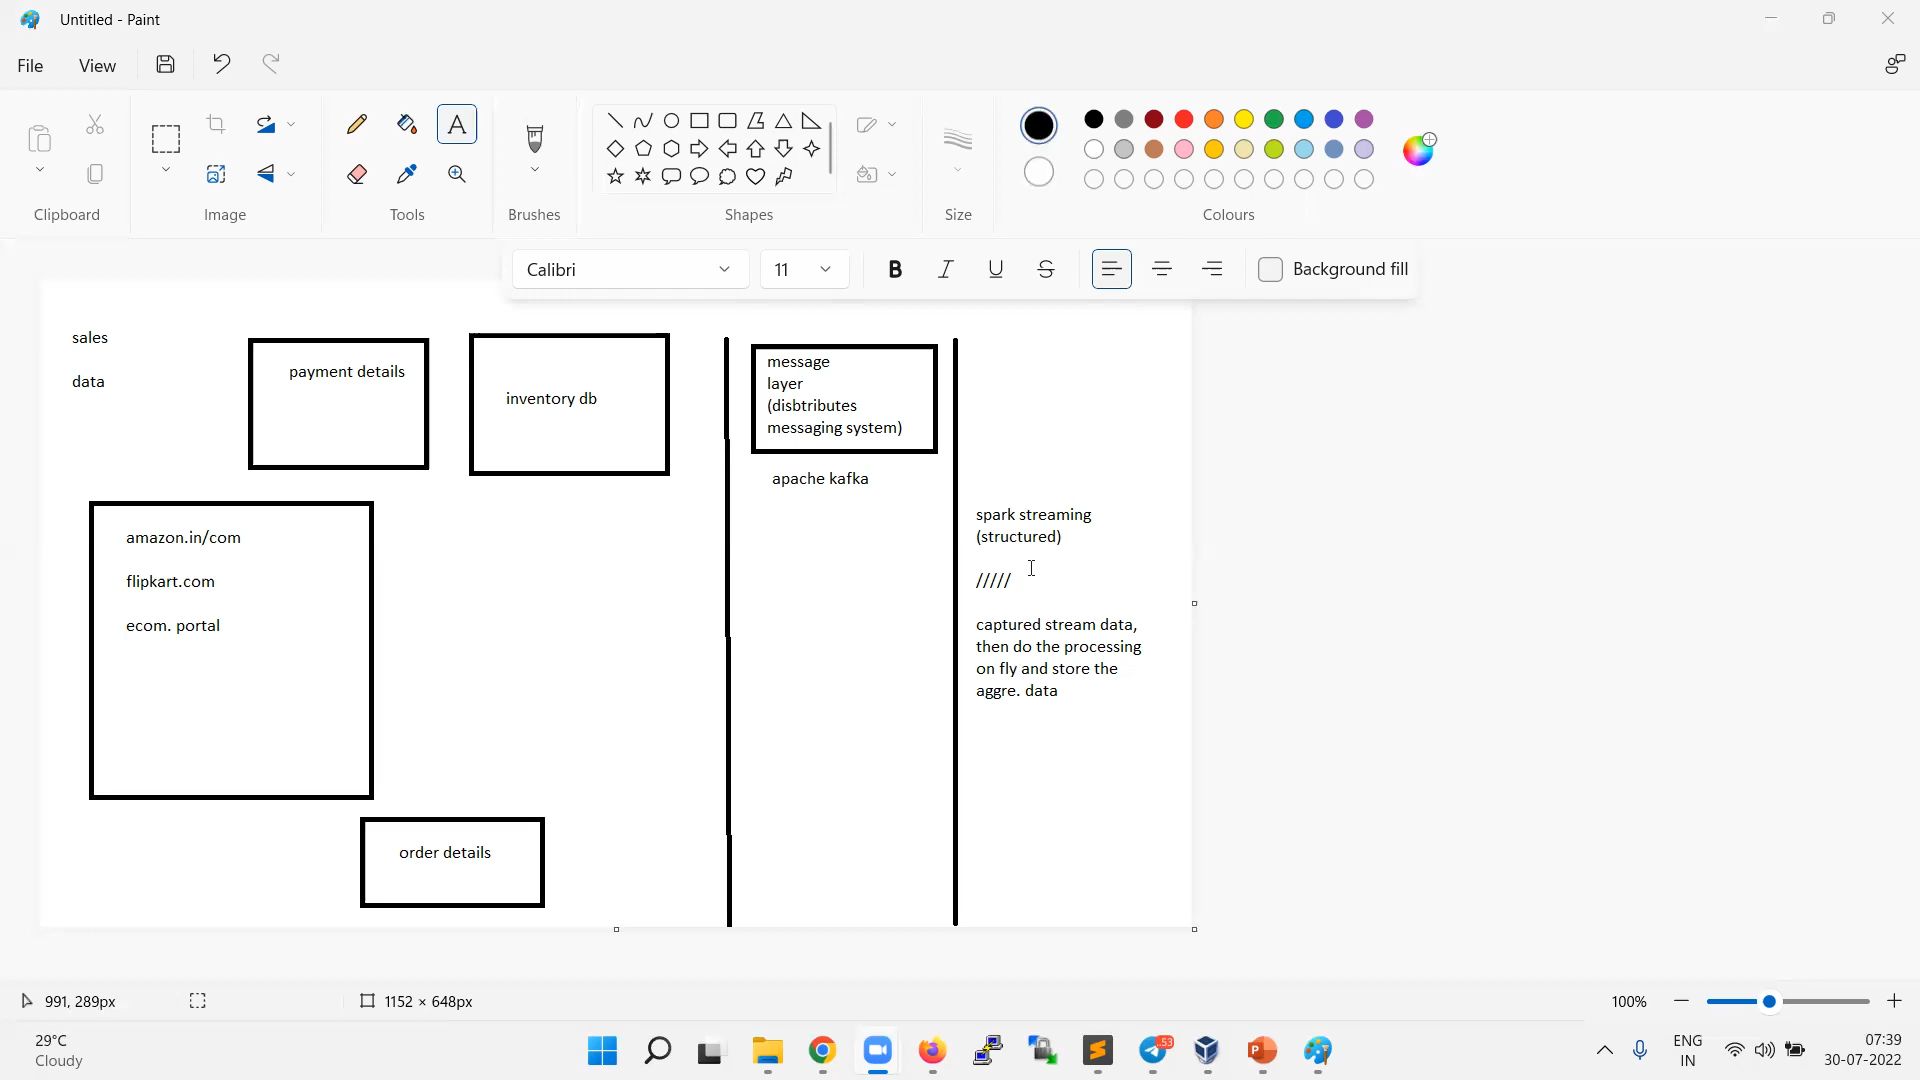 Untitled - Paint
File
View
Clipboard
Image
Tools
Brushes
Shapes
Size
Colours
Calibri
11
B
I
U
S
Background fill
sales
data
payment details
inventory db
message
layer
(disbtributes
messaging system)
apache kafka
amazon.in/com
flipkart.com
ecom. portal
spark streaming
(structured)
/////
captured stream data,
then do the processing
on fly and store the
aggre. data
order details
991, 289px
1152 × 648px
100%
29°C
Cloudy
53
ENG
IN
07:39
30-07-2022